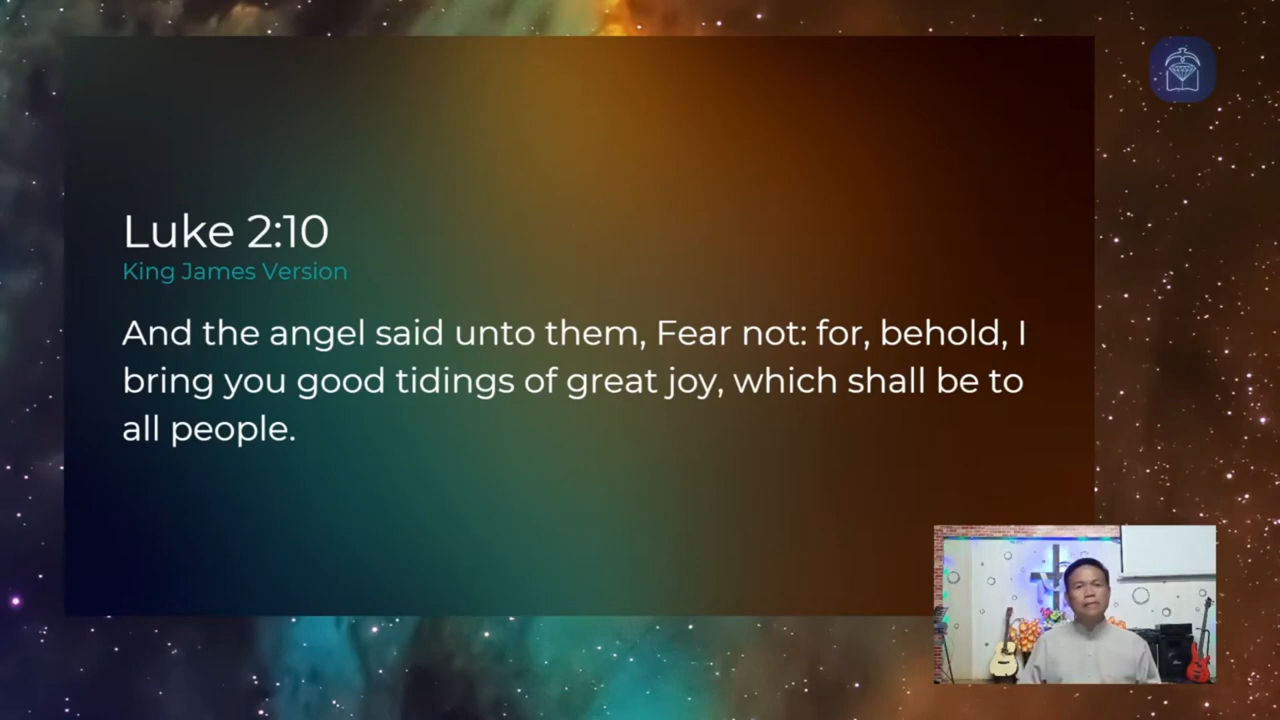 Luke 2:10
King James Version
And the angel said unto them, Fear not: for, behold, I
bring you good tidings of great joy, which shall be to
all people.